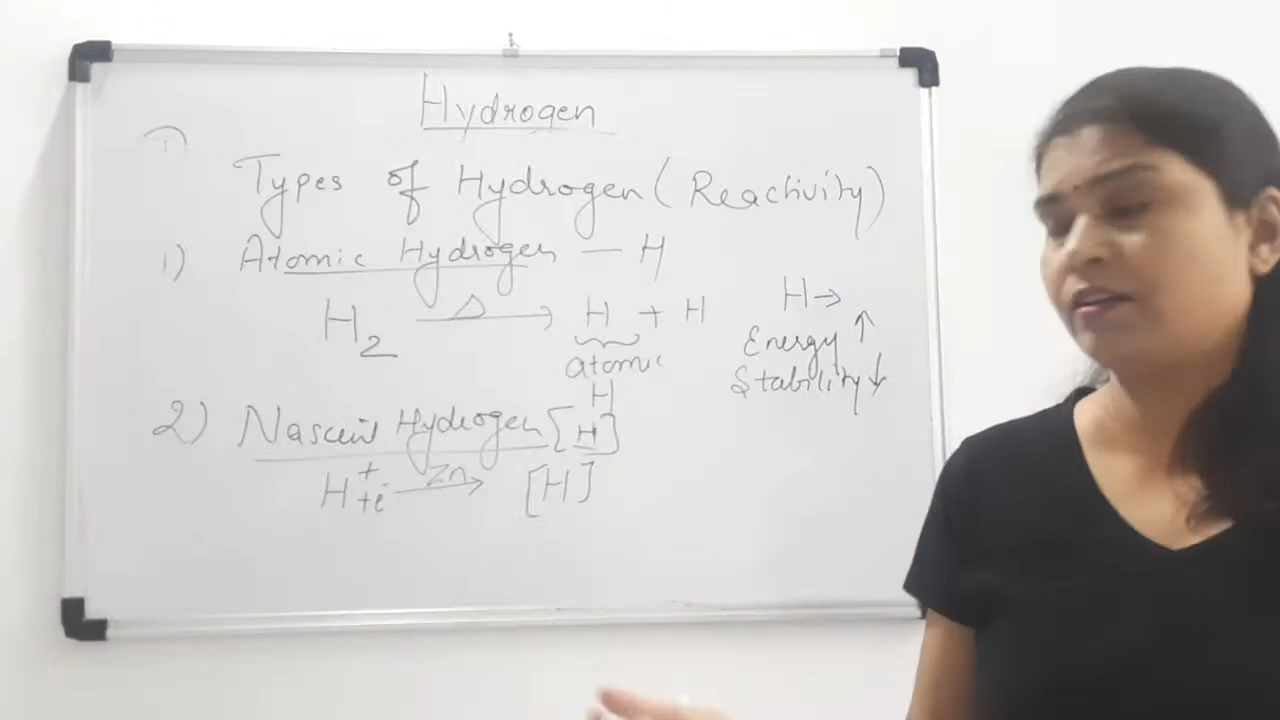 Hydrogen
Types of Hydrogen (Reactivity)
1) Atomic Hydrogen — H
H₂ —Δ→ H + H
atomic
H
H→
Energy ↑
Stability ↓
2) Nascent Hydrogen [H]
H⁺ + e⁻ —Zn→ [H]